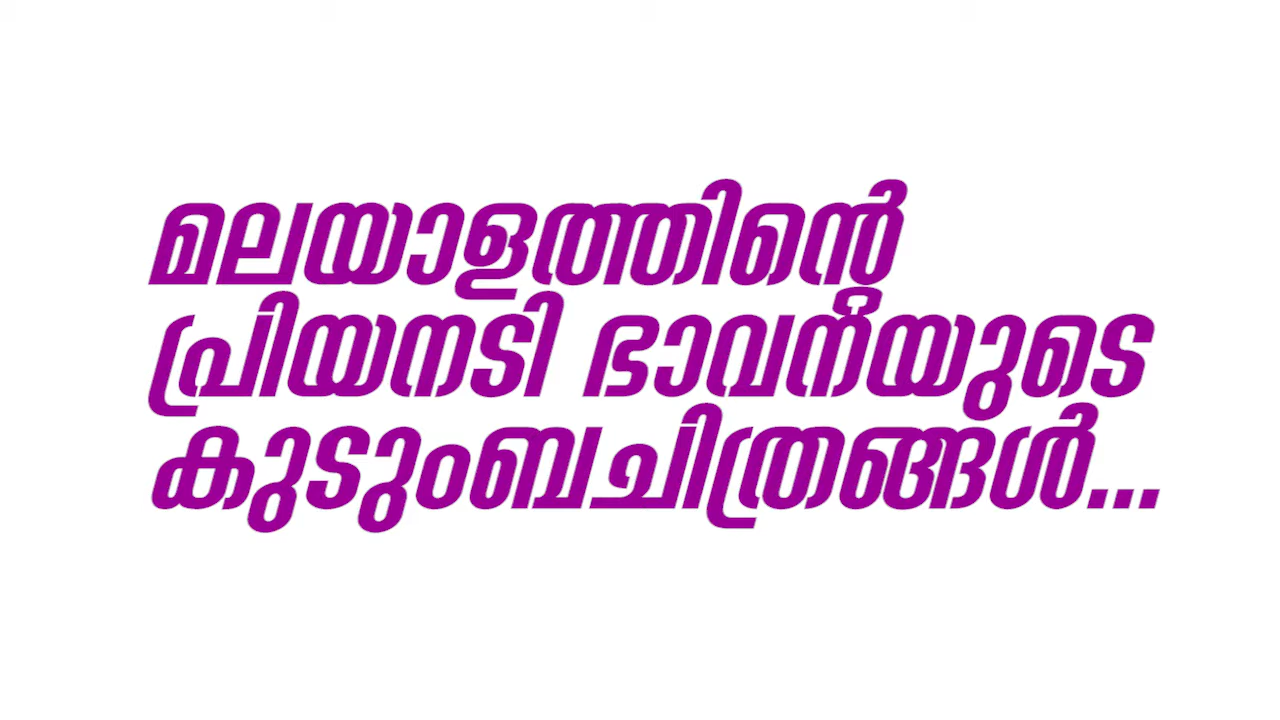 മലയാളത്തിന്റെ
പ്രിയനടി ഭാവനയുടെ
കുടുംബചിത്രങ്ങൾ...